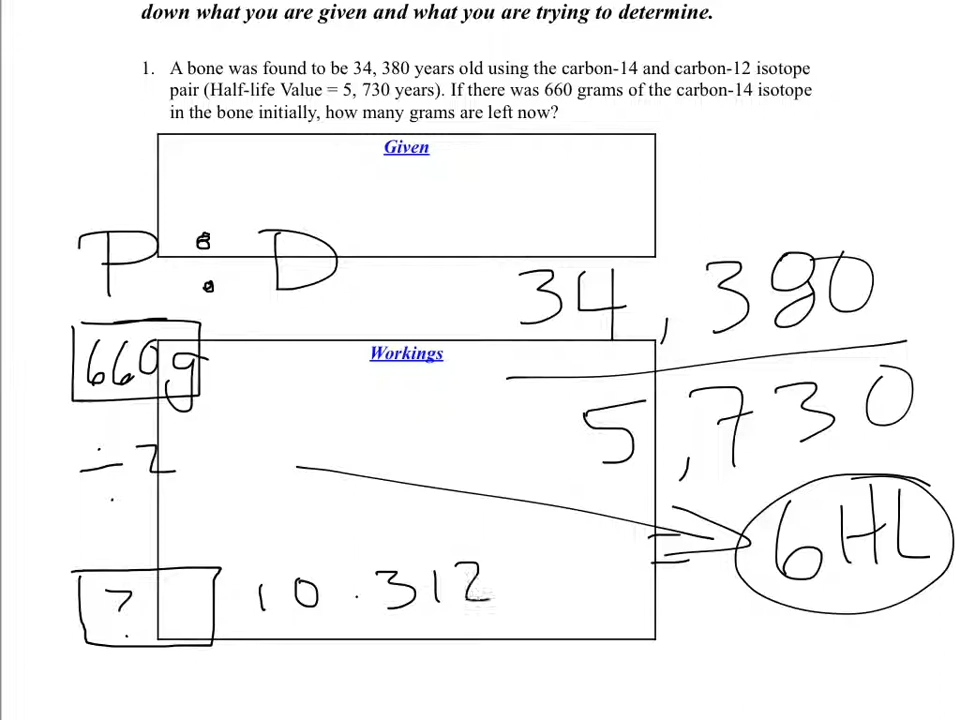 down what you are given and what you are trying to determine.
1. A bone was found to be 34, 380 years old using the carbon-14 and carbon-12 isotope
pair (Half-life Value = 5, 730 years). If there was 660 grams of the carbon-14 isotope
in the bone initially, how many grams are left now?
Given
P : D
34,380
660g
Workings
5,730
÷ 2
= 6HL
? 10.312